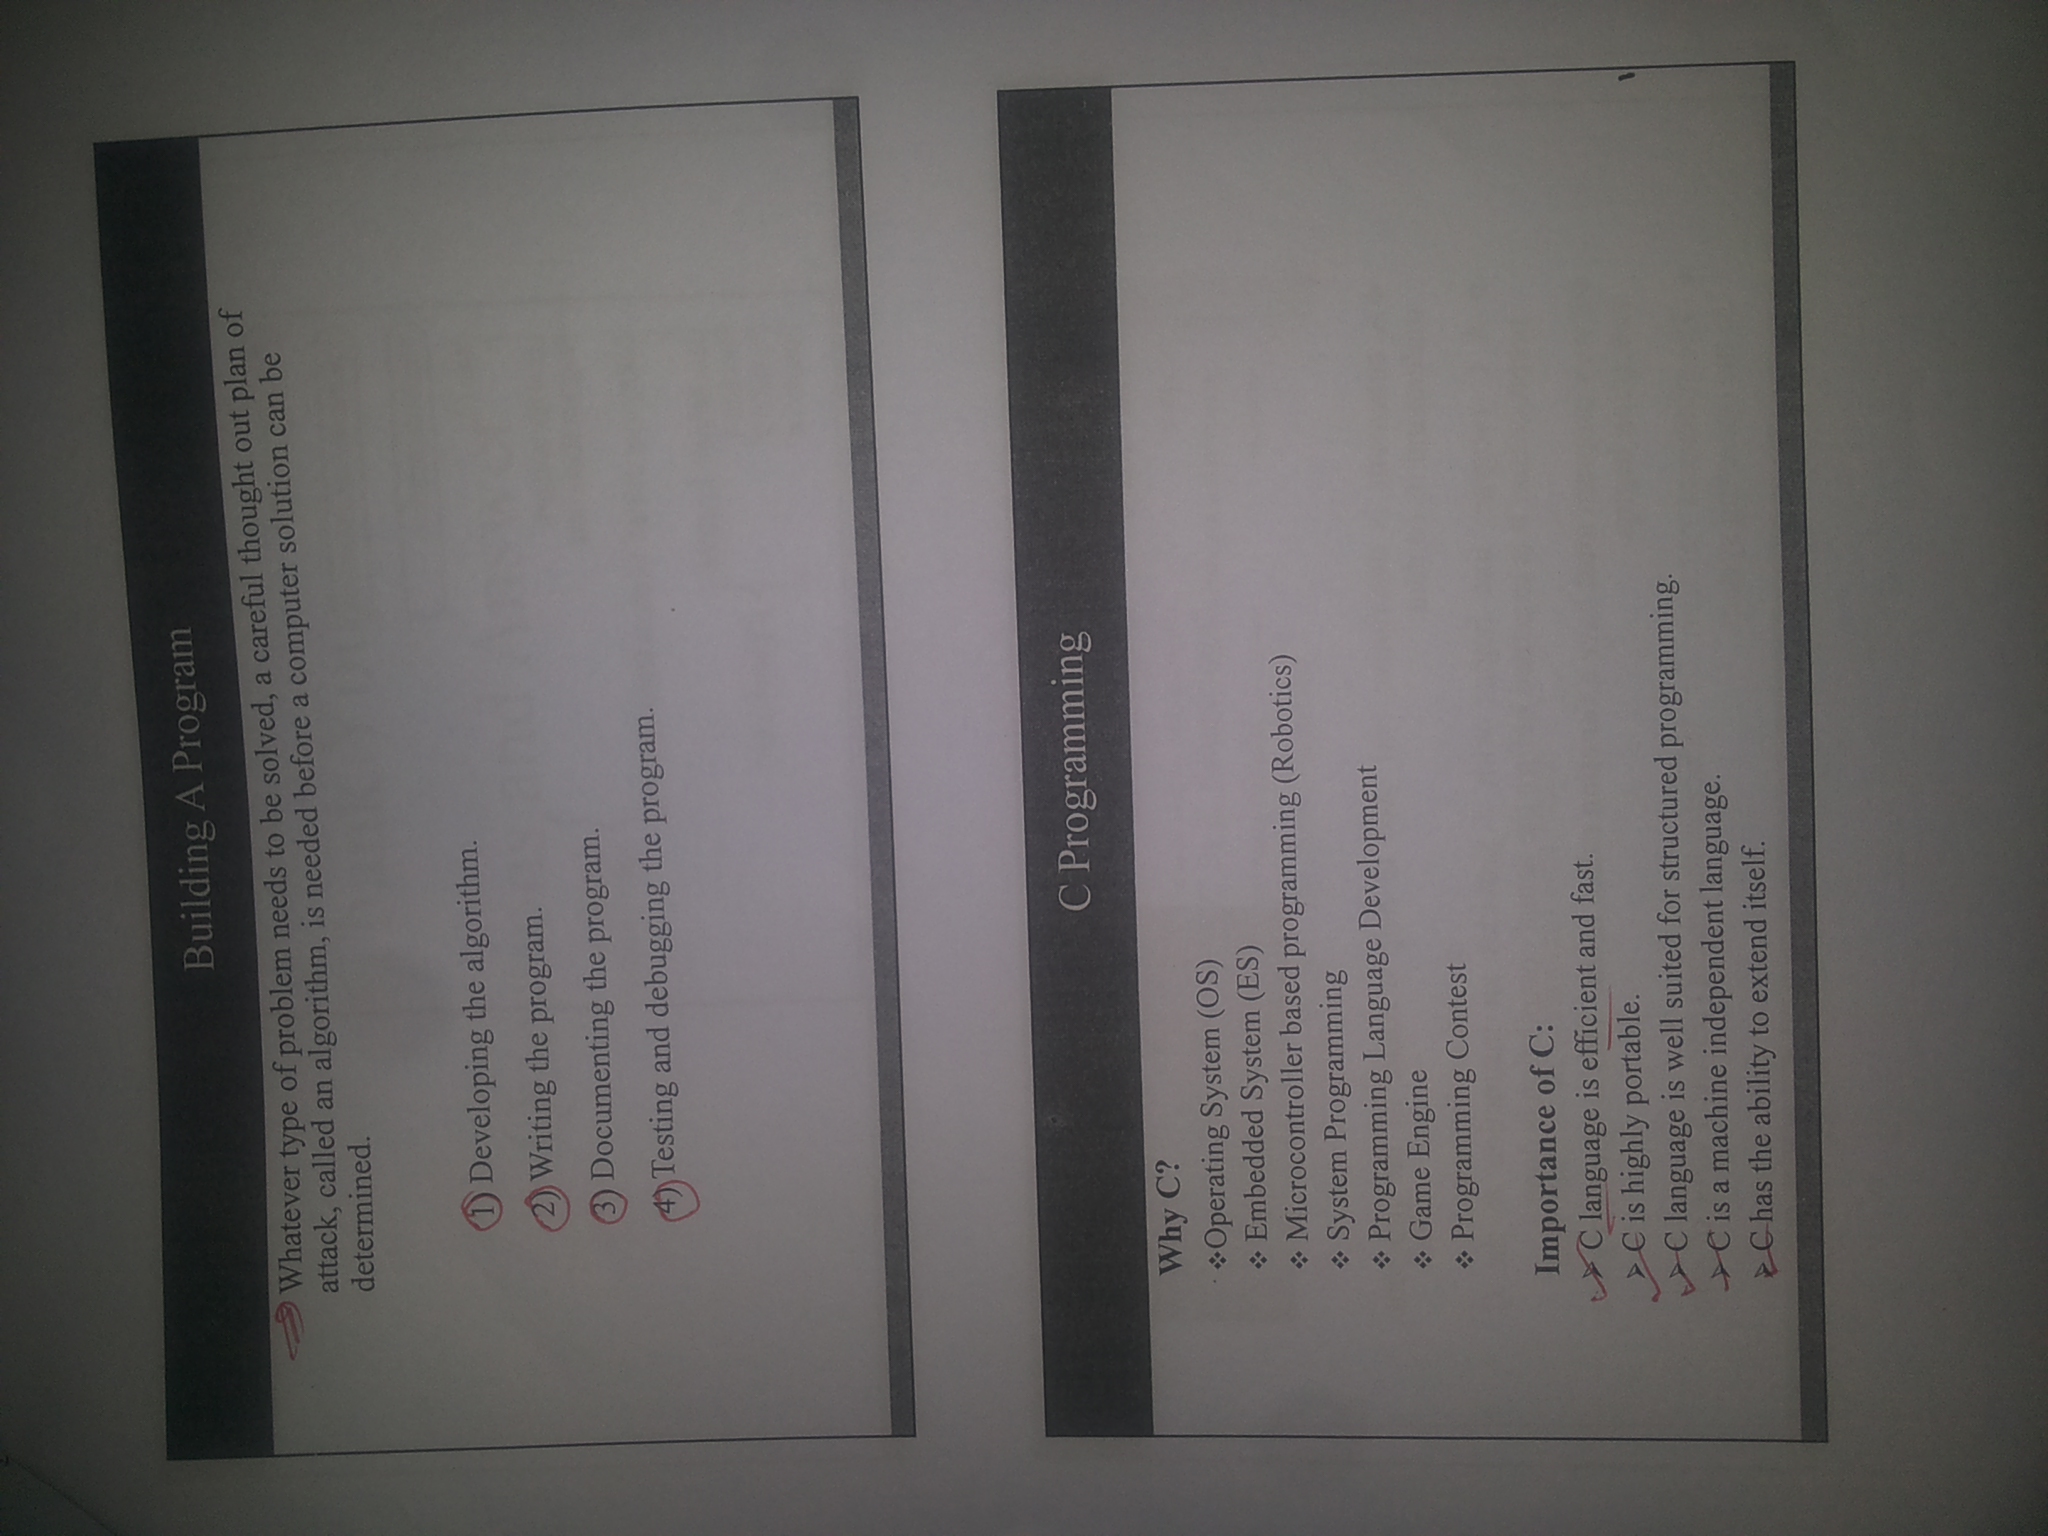 Building A Program
Whatever type of problem needs to be solved, a careful thought out plan of
attack, called an algorithm, is needed before a computer solution can be
determined.
1) Developing the algorithm.
2) Writing the program.
3) Documenting the program.
4) Testing and debugging the program.
C Programming
Why C?
❖Operating System (OS)
❖ Embedded System (ES)
❖ Microcontroller based programming (Robotics)
❖ System Programming
❖ Programming Language Development
❖ Game Engine
❖ Programming Contest
Importance of C:
➢ C language is efficient and fast.
➢ C is highly portable.
➢ C language is well suited for structured programming.
➢ C is a machine independent language.
➢ C has the ability to extend itself.